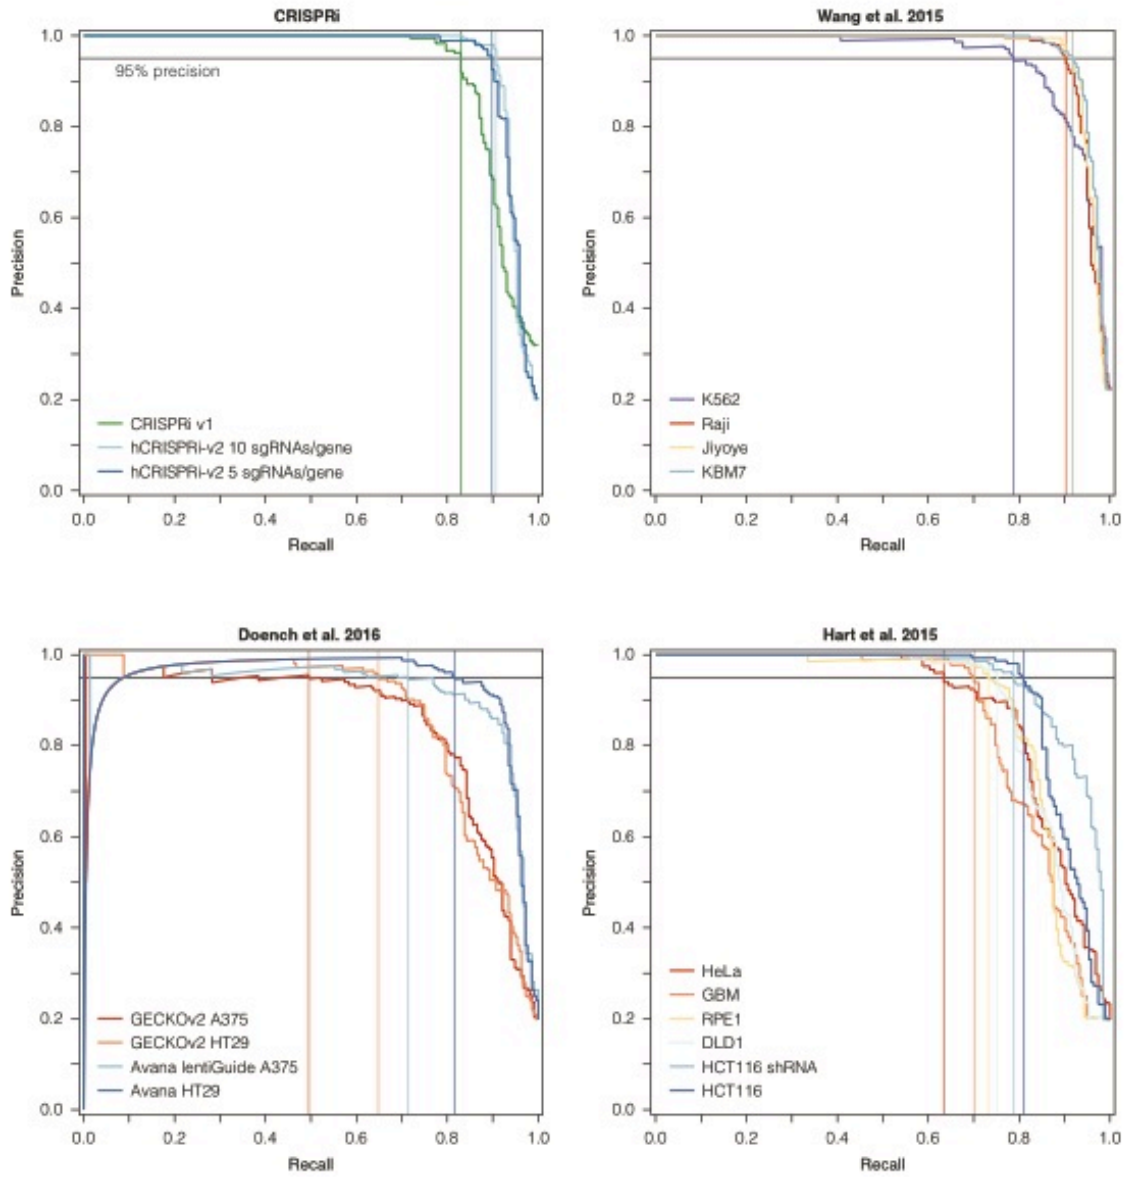 CRISPRi
1.0
95% precision
0.8
0.6
Precision
0.4
CRISPRi v1
hCRISPRi-v2 10 sgRNAs/gene
hCRISPRi-v2 5 sgRNAs/gene
0.2
0.0
0.0 0.2 0.4 0.6 0.8 1.0
Recall
Wang et al. 2015
1.0
0.8
0.6
Precision
0.4
K562
Raji
Jiyoye
KBM7
0.2
0.0
0.0 0.2 0.4 0.6 0.8 1.0
Recall
Doench et al. 2016
1.0
0.8
0.6
Precision
0.4
0.2
GECKOv2 A375
GECKOv2 HT29
Avana lentiGuide A375
Avana HT29
0.0
0.0 0.2 0.4 0.6 0.8 1.0
Recall
Hart et al. 2015
1.0
0.8
0.6
Precision
0.4
HeLa
GBM
RPE1
DLD1
HCT116 shRNA
HCT116
0.2
0.0
0.0 0.2 0.4 0.6 0.8 1.0
Recall